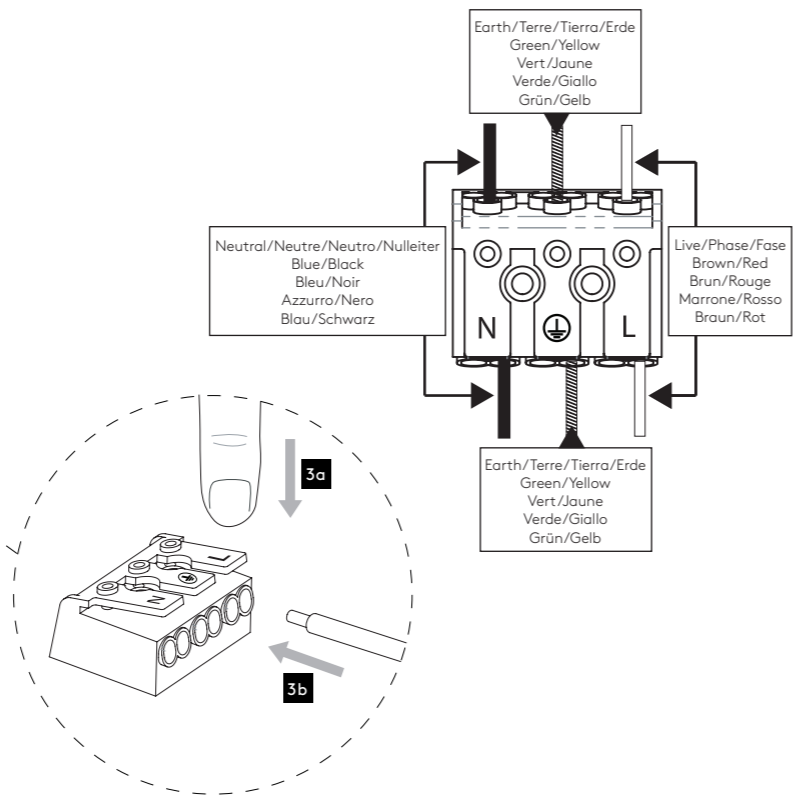 Earth/Terre/Tierra/Erde
Green/Yellow
Vert/Jaune
Verde/Giallo
Grün/Gelb
Neutral/Neutre/Neutro/Nulleiter
Blue/Black
Bleu/Noir
Azzurro/Nero
Blau/Schwarz
Live/Phase/Fase
Brown/Red
Brun/Rouge
Marrone/Rosso
Braun/Rot
N
L
Earth/Terre/Tierra/Erde
Green/Yellow
Vert/Jaune
Verde/Giallo
Grün/Gelb
3a
L
N
3b